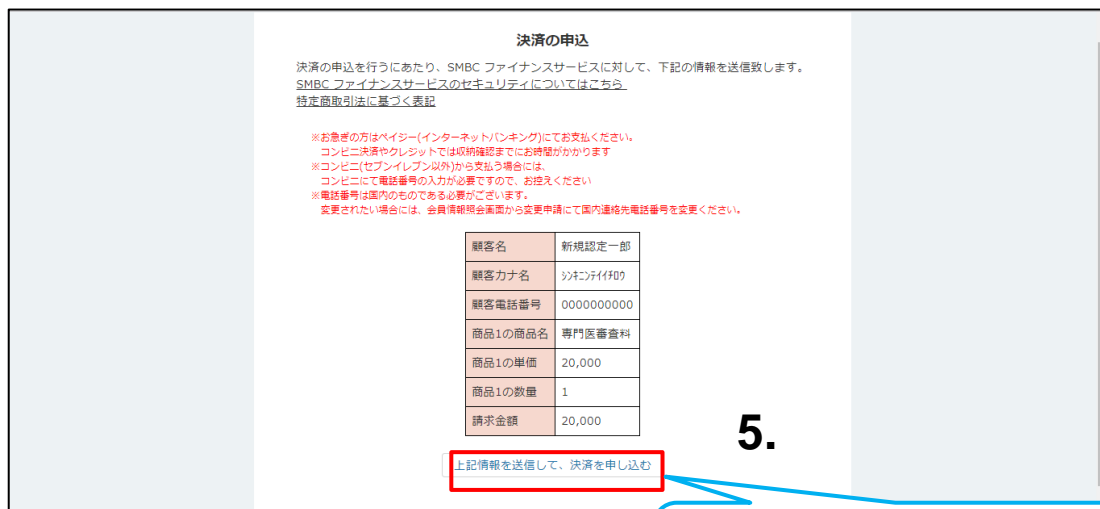 決済の申込
決済の申込を行うにあたり、SMBC ファイナンスサービスに対して、下記の情報を送信致します。
SMBC ファイナンスサービスのセキュリティについてはこちら
特定商取引法に基づく表記
※お急ぎの方はペイジー(インターネットバンキング)にてお支払ください。
コンビニ決済やクレジットでは収納確認までにお時間がかかります
※コンビニ(セブンイレブン以外)から支払う場合には、
コンビニにて電話番号の入力が必要ですので、お控えください
※電話番号は国内のものである必要がございます。
変更されたい場合には、会員情報照会画面から変更申請にて国内連絡先電話番号を変更ください。
顧客名 新規認定一郎
顧客カナ名 ｼﾝｷﾆﾝﾃｲｲﾁﾛｳ
顧客電話番号 0000000000
商品1の商品名 専門医審査料
商品1の単価 20,000
商品1の数量 1
請求金額 20,000
5.
上記情報を送信して、決済を申し込む